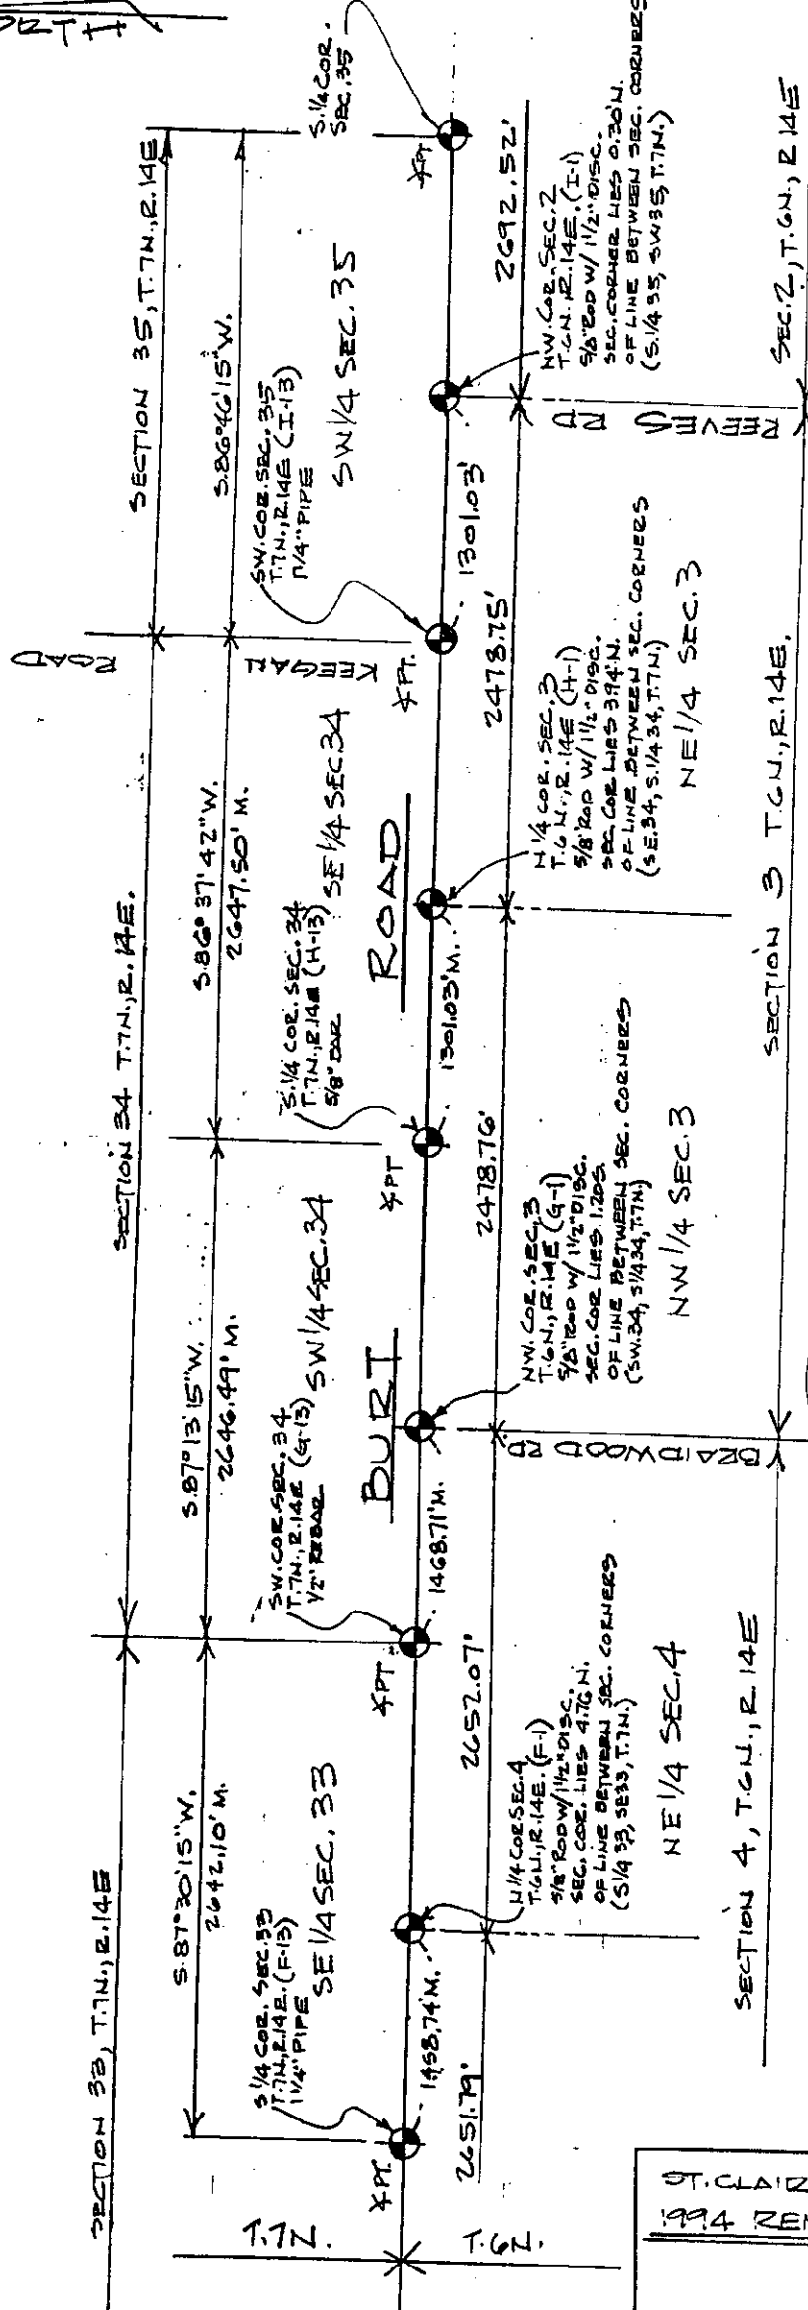 SECTION 33, T.7N., R.14E
SECTION 34 T.7N., R.14E.
SECTION 35, T.7N., R.14E
S.87°30'15"W.
2642.10' M.
S.87°13'15"W.
2646.49' M.
S.86°37'42"W.
2647.50' M.
S.86°46'15"W.
ROAD
KEEGAN
S 1/4 COR. SEC. 33
T.7N., R.14E. (F-13)
1 1/4" PIPE
SE 1/4 SEC. 33
SW. COR. SEC. 34
T.7N., R.14E (G-13)
1/2" REBAR
SW 1/4 SEC. 34
S. 1/4 COR. SEC. 34
T.7N., R.14E (H-13)
5/8" BAR
SE 1/4 SEC. 34
SW. COR. SEC. 35
T.7N., R.14E (I-13)
1 1/4" PIPE
SW 1/4 SEC. 35
S. 1/4 COR.
SEC. 35
BURT
ROAD
T.7N.
T.6N.
∡PT.
∡PT
∡PT
∡PT.
∡PT
1458.74' M.
1468.71' M.
1301.03' M.
1301.03'
2651.79'
2652.07'
2478.76'
2478.75'
2692.52'
N 1/4 COR SEC. 4
T.6N., R.14E. (F-1)
5/8" ROD W/ 1 1/2" DISC.
SEC. COR. LIES 4.76 N.
OF LINE BETWEEN SEC. CORNERS
(S 1/4 33, SE 33, T.7N.)
NE 1/4 SEC. 4
BRAIDWOOD RD
NW. COR. SEC. 3
T.6N., R.14E (G-1)
5/8" ROD W/ 1 1/2" DISC.
SEC. COR LIES 1.20 S.
OF LINE BETWEEN SEC. CORNERS
(SW. 34, S 1/4 34, T.7N)
NW 1/4 SEC. 3
N 1/4 COR. SEC. 3
T.6 N., R. 14E (H-1)
5/8" ROD W/ 1 1/2" DISC.
SEC. COR LIES 3.94' N.
OF LINE BETWEEN SEC. CORNERS
(SE. 34, S. 1/4 34, T.7N.)
NE 1/4 SEC. 3
REEVES RD
NW. COR. SEC. 2
T.6N., R.14E. (I-1)
5/8" ROD W/ 1 1/2" DISC.
SEC. CORNER LIES 0.30' N.
OF LINE BETWEEN SEC. CORNERS
(S. 1/4 35, SW 35, T.7N.)
SECTION 4, T.6N., R.14E
SECTION 3 T.6N., R.14E.
SEC. 2, T.6N., R 14E
ST. CLAIR
1994 REM